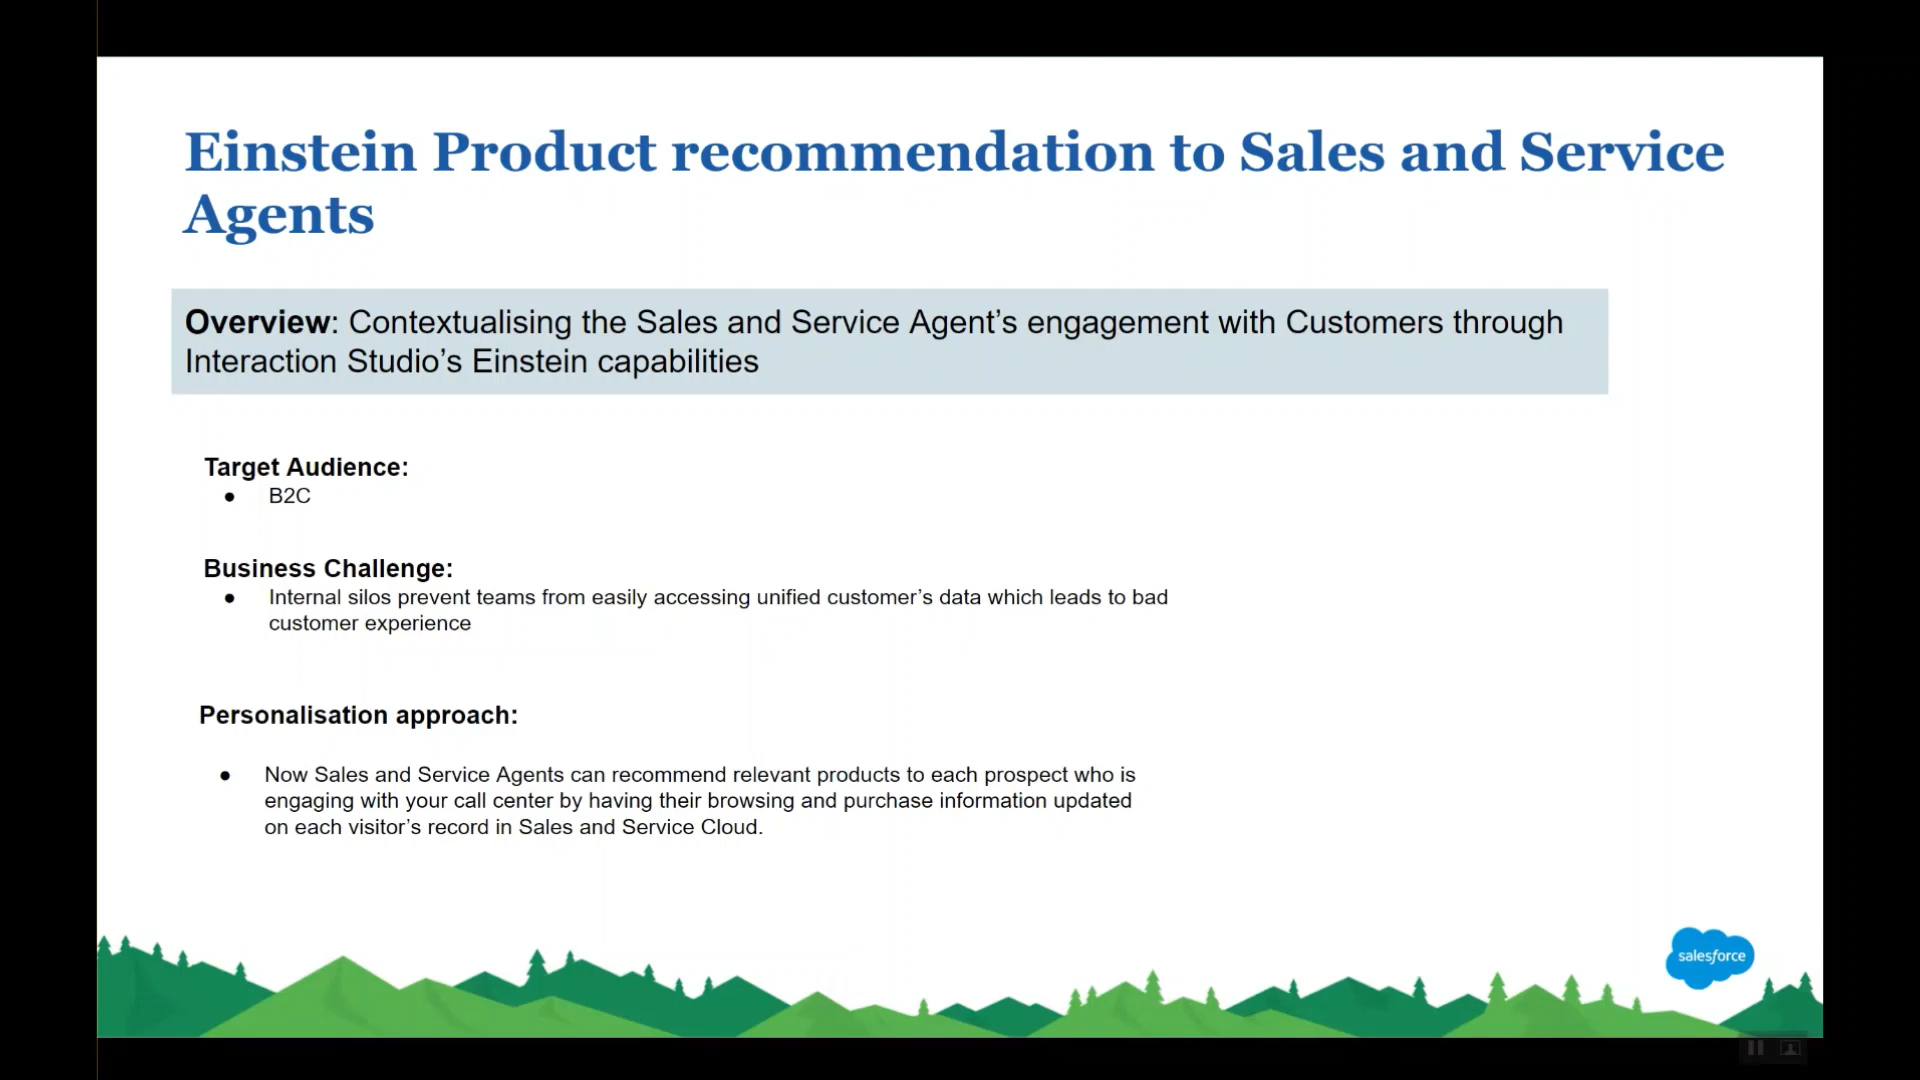 Einstein Product recommendation to Sales and Service
Agents
Overview: Contextualising the Sales and Service Agent’s engagement with Customers through
Interaction Studio’s Einstein capabilities
Target Audience:
● B2C
Business Challenge:
● Internal silos prevent teams from easily accessing unified customer’s data which leads to bad
customer experience
Personalisation approach:
● Now Sales and Service Agents can recommend relevant products to each prospect who is
engaging with your call center by having their browsing and purchase information updated
on each visitor’s record in Sales and Service Cloud.
salesforce